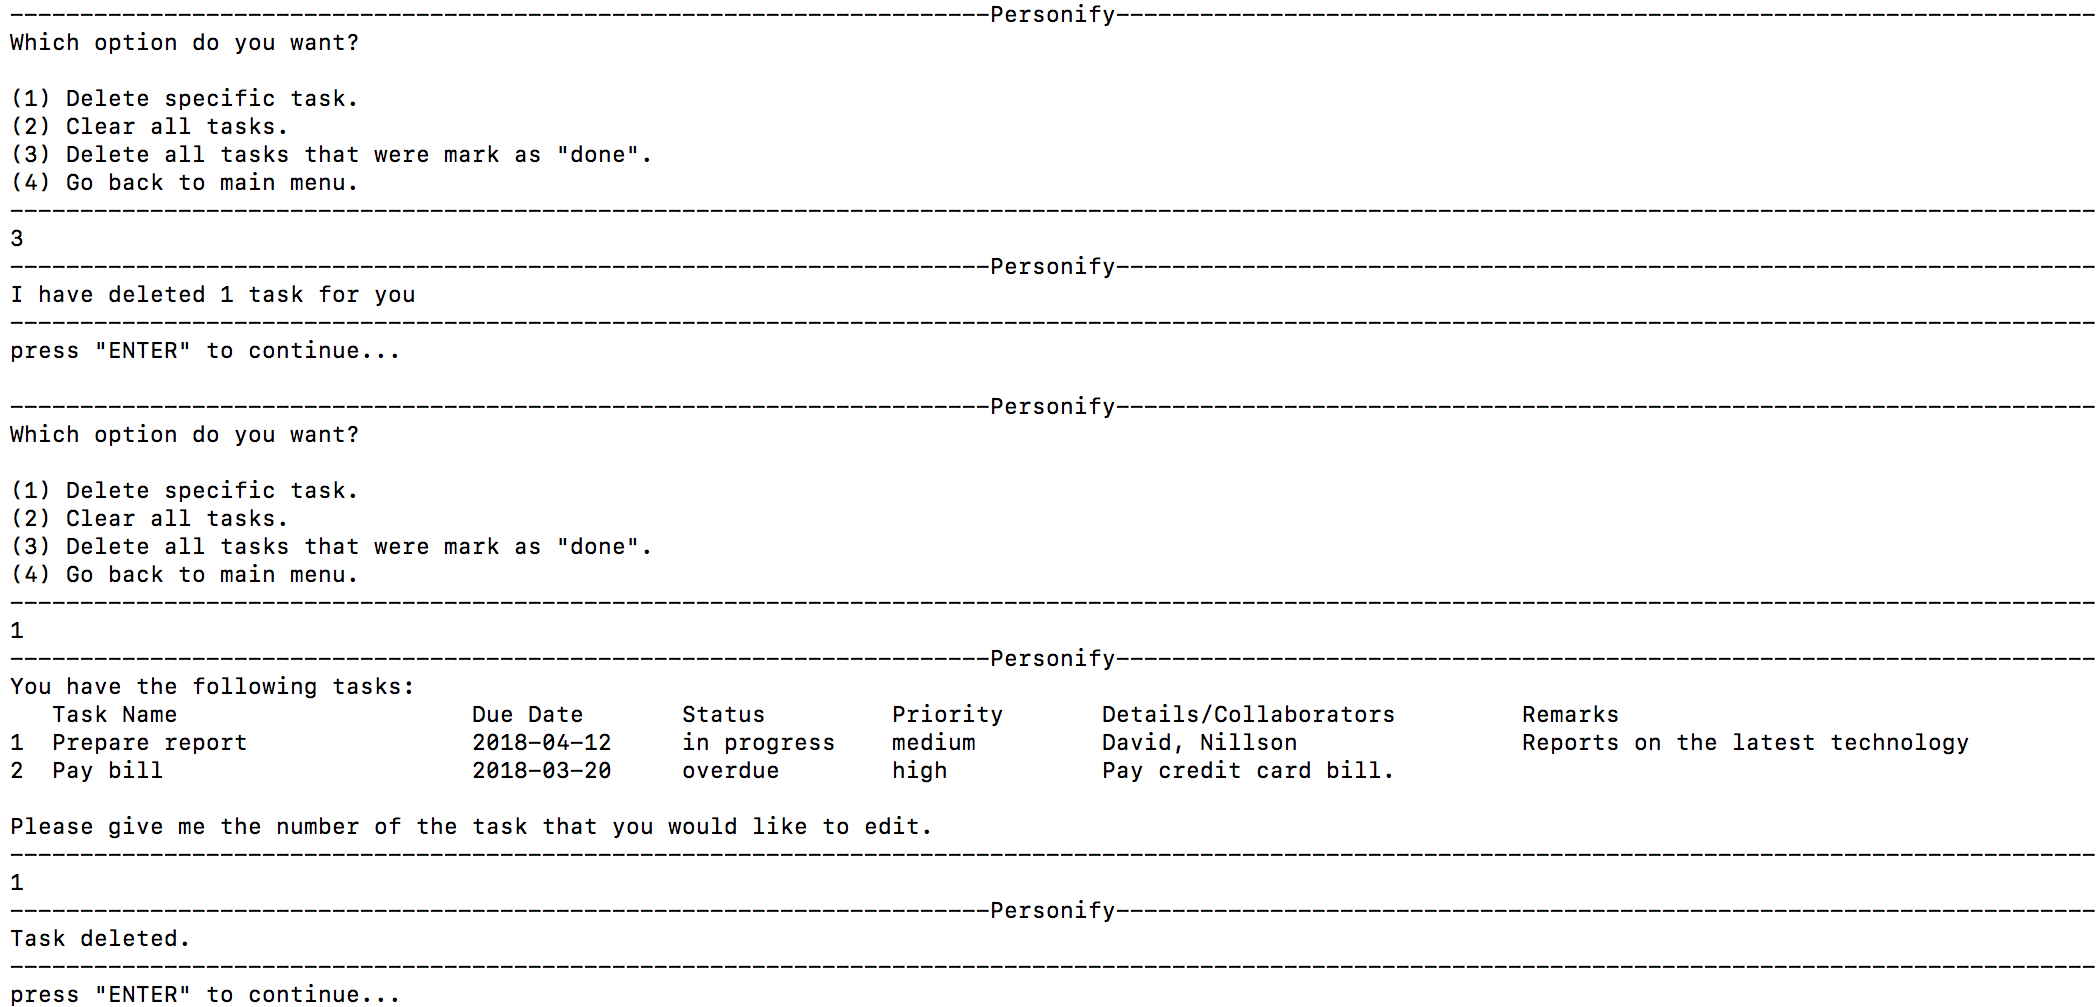 ----------------------------------------------------------------------Personify----------------------------------------------------------------------
Which option do you want?
(1) Delete specific task.
(2) Clear all tasks.
(3) Delete all tasks that were mark as "done".
(4) Go back to main menu.
-----------------------------------------------------------------------------------------------------------------------------------------------------
3
----------------------------------------------------------------------Personify----------------------------------------------------------------------
I have deleted 1 task for you
-----------------------------------------------------------------------------------------------------------------------------------------------------
press "ENTER" to continue...
----------------------------------------------------------------------Personify----------------------------------------------------------------------
Which option do you want?
(1) Delete specific task.
(2) Clear all tasks.
(3) Delete all tasks that were mark as "done".
(4) Go back to main menu.
-----------------------------------------------------------------------------------------------------------------------------------------------------
1
----------------------------------------------------------------------Personify----------------------------------------------------------------------
You have the following tasks:
   Task Name                     Due Date       Status         Priority       Details/Collaborators         Remarks
1  Prepare report                2018-04-12     in progress    medium         David, Nillson                Reports on the latest technology
2  Pay bill                      2018-03-20     overdue        high           Pay credit card bill.
Please give me the number of the task that you would like to edit.
-----------------------------------------------------------------------------------------------------------------------------------------------------
1
----------------------------------------------------------------------Personify----------------------------------------------------------------------
Task deleted.
-----------------------------------------------------------------------------------------------------------------------------------------------------
press "ENTER" to continue...